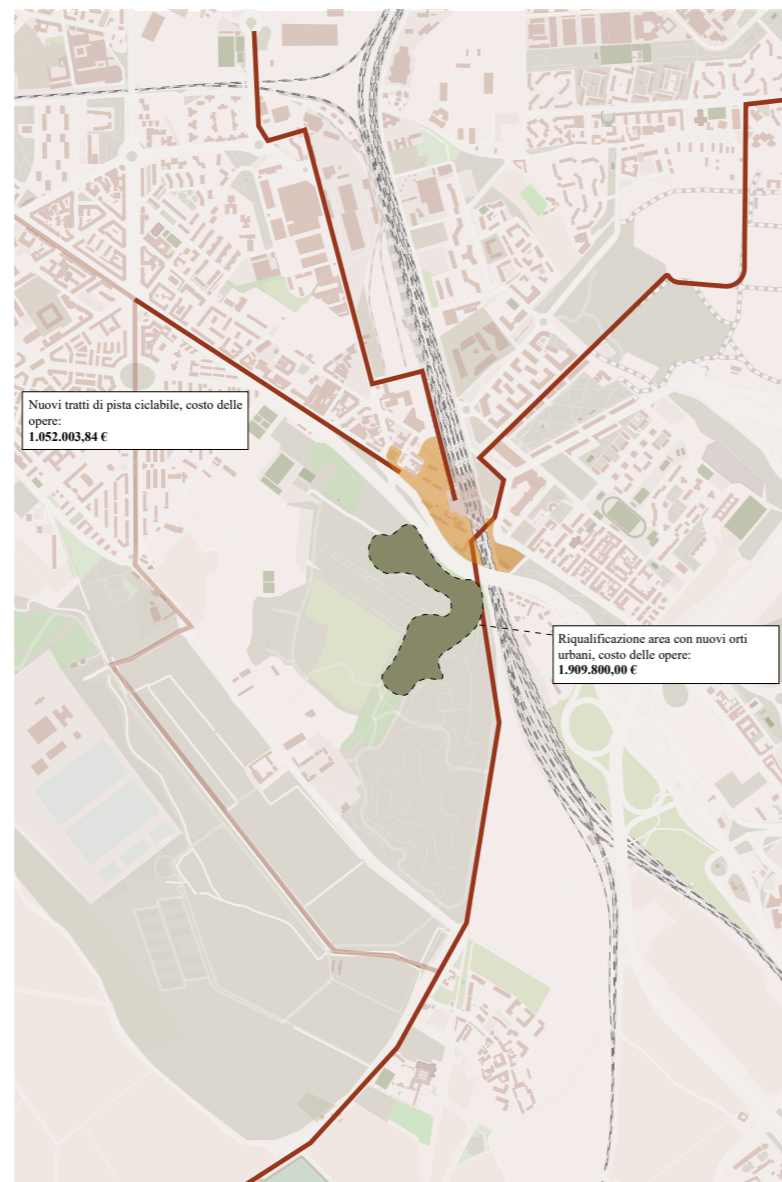 Nuovi tratti di pista ciclabile, costo delle
opere:
1.052.003,84 €
Riqualificazione area con nuovi orti
urbani, costo delle opere:
1.909.800,00 €